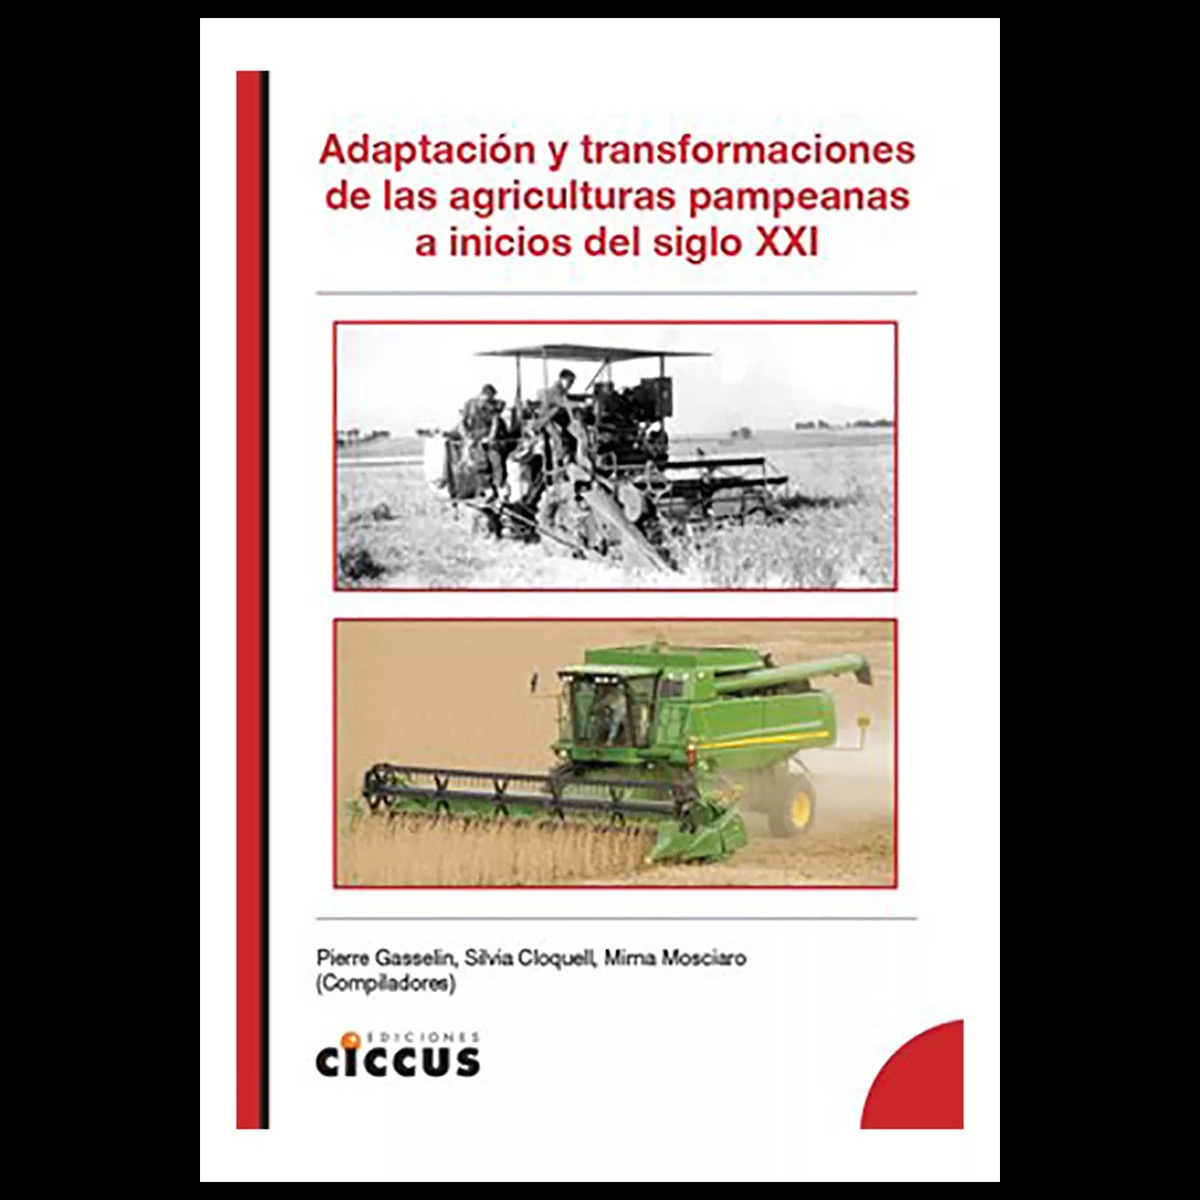 Adaptación y transformaciones
de las agriculturas pampeanas
a inicios del siglo XXI
Pierre Gasselin, Silvia Cloquell, Mirna Mosciaro
(Compiladores)
EDICIONES
ciccus